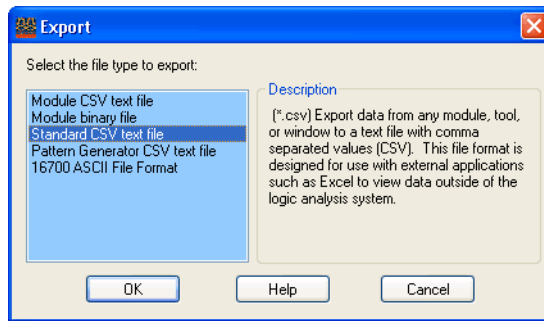 Export
Select the file type to export:
Module CSV text file
Module binary file
Standard CSV text file
Pattern Generator CSV text file
16700 ASCII File Format
Description
(*.csv) Export data from any module, tool,
or window to a text file with comma
separated values (CSV).  This file format is
designed for use with external applications
such as Excel to view data outside of the
logic analysis system.
OK
Help
Cancel